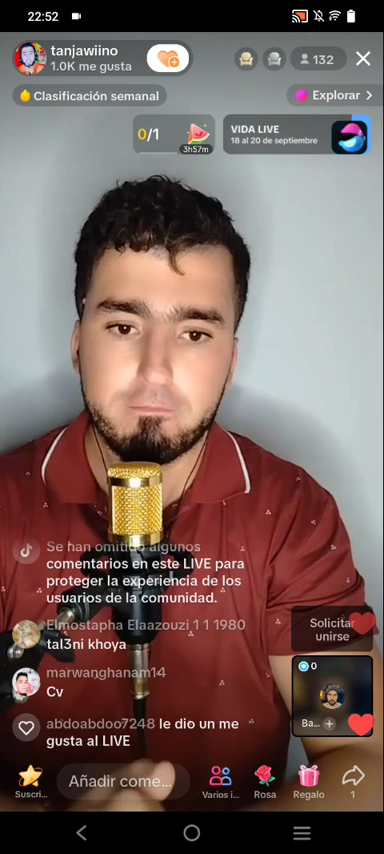 22:52
tanjawiino
1.0K me gusta
132
Clasificación semanal
Explorar
0/1
3h57m
VIDA LIVE
18 al 20 de septiembre
Se han omitido algunos
comentarios en este LIVE para
proteger la experiencia de los
usuarios de la comunidad.
Elmostapha Elaazouzi 1 1 1980
tal3ni khoya
marwanghanam14
Cv
abdoabdoo7248 le dio un me
gusta al LIVE
Solicitar
unirse
0
Ba...
Suscri...
Añadir come...
Varios i...
Rosa
Regalo
1